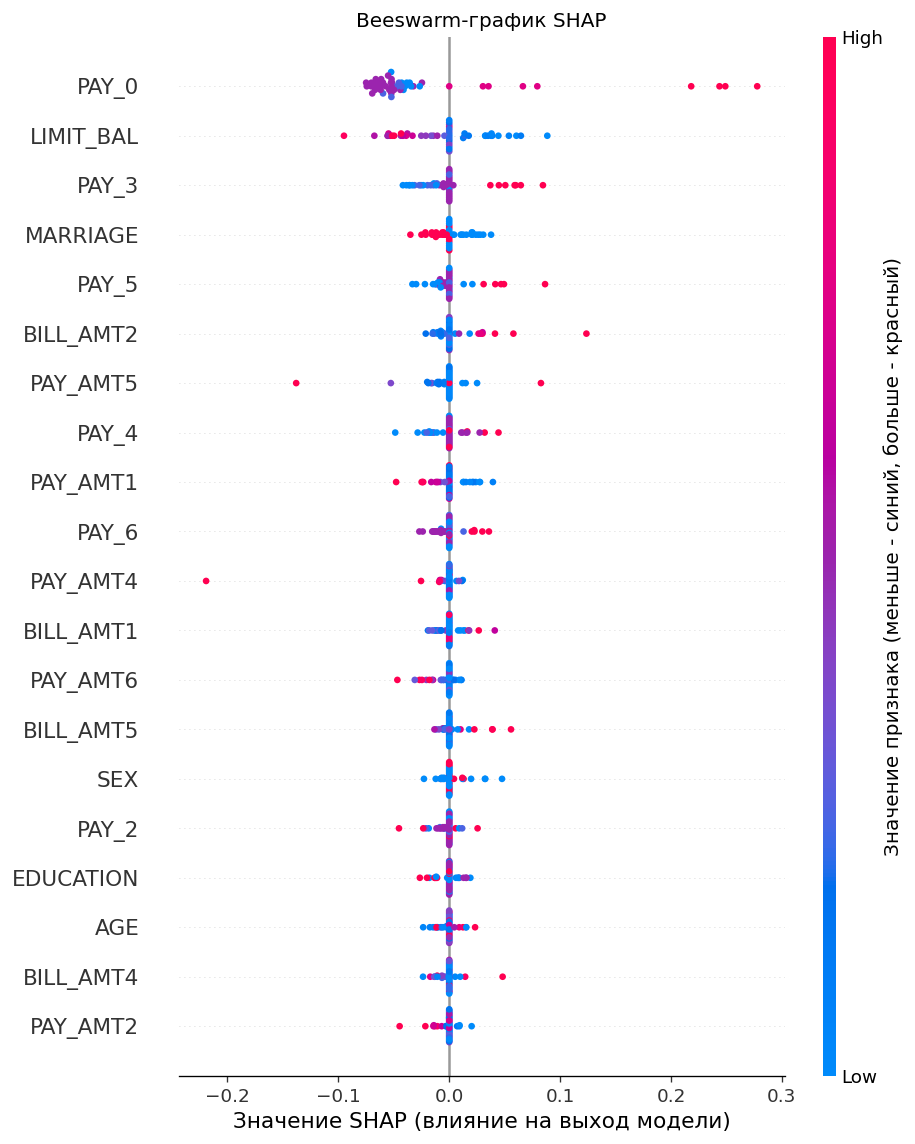 Beeswarm-график SHAP
High
PAY_0
LIMIT_BAL
PAY_3
MARRIAGE
PAY_5
BILL_AMT2
PAY_AMT5
PAY_4
PAY_AMT1
PAY_6
PAY_AMT4
BILL_AMT1
PAY_AMT6
BILL_AMT5
SEX
PAY_2
EDUCATION
AGE
BILL_AMT4
PAY_AMT2
Значение признака (меньше - синий, больше - красный)
Low
−0.2 −0.1 0.0 0.1 0.2 0.3
Значение SHAP (влияние на выход модели)